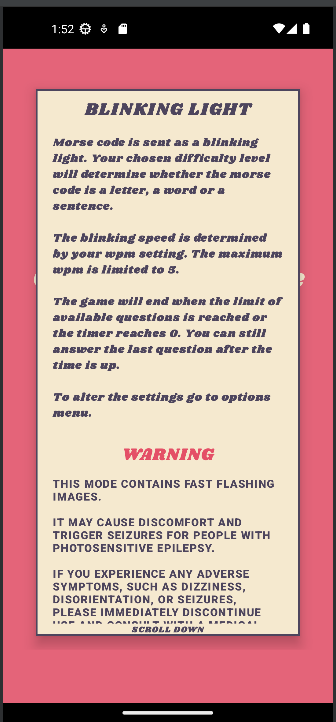 1:52
BLINKING LIGHT
Morse code is sent as a blinking
light. Your chosen difficulty level
will determine whether the morse
code is a letter, a word or a
sentence.
The blinking speed is determined
by your wpm setting. The maximum
wpm is limited to 5.
The game will end when the limit of
available questions is reached or
the timer reaches 0. You can still
answer the last question after the
time is up.
To alter the settings go to options
menu.
WARNING
THIS MODE CONTAINS FAST FLASHING
IMAGES.
IT MAY CAUSE DISCOMFORT AND
TRIGGER SEIZURES FOR PEOPLE WITH
PHOTOSENSITIVE EPILEPSY.
IF YOU EXPERIENCE ANY ADVERSE
SYMPTOMS, SUCH AS DIZZINESS,
DISORIENTATION, OR SEIZURES,
PLEASE IMMEDIATELY DISCONTINUE
USE AND CONSULT WITH A MEDICAL
SCROLL DOWN